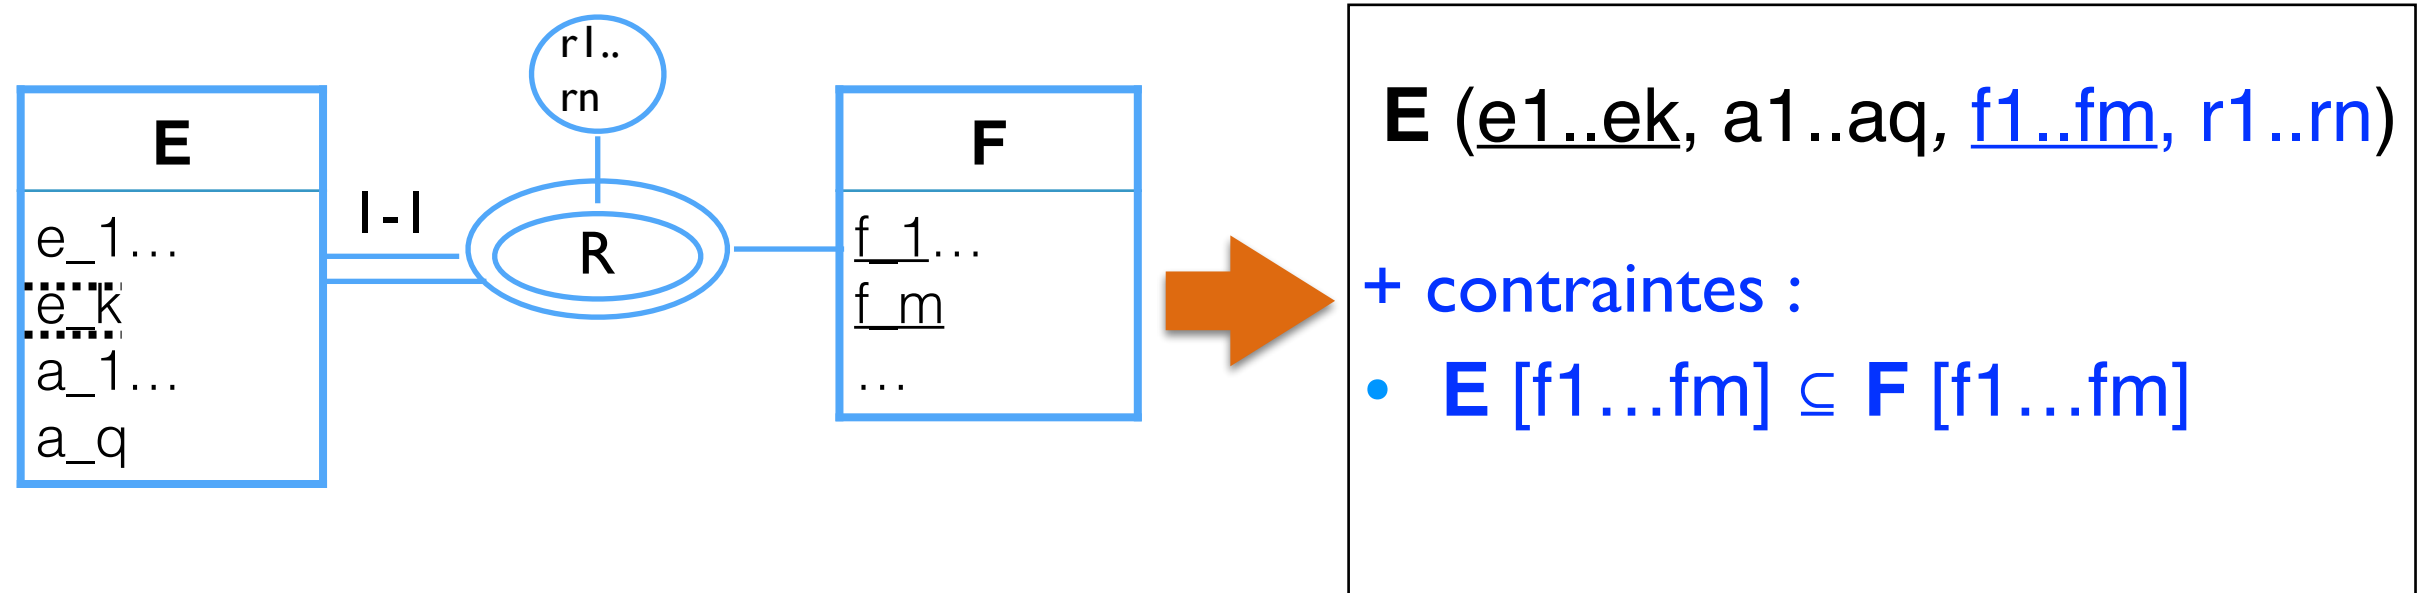 r1..
rn
E
e_1...
e_k
a_1...
a_q
1-1
R
F
f_1...
f_m
...
E (e1..ek, a1..aq, f1..fm, r1..rn)
+ contraintes :
• E [f1...fm] ⊆ F [f1...fm]